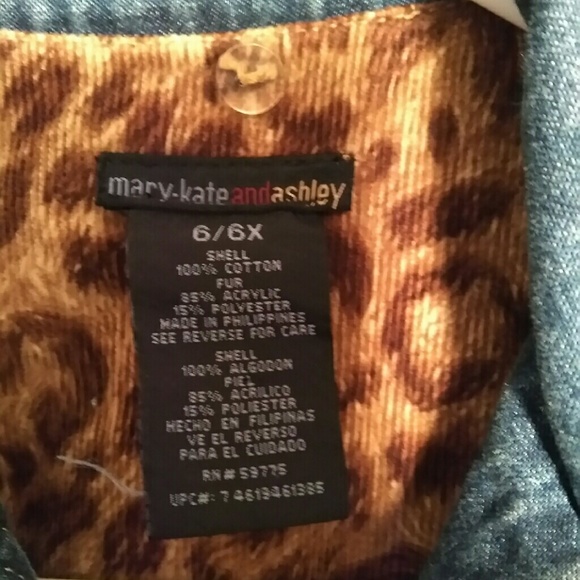 mary-kateandashley
6/6X
SHELL
100% COTTON
FUR
85% ACRYLIC
15% POLYESTER
MADE IN PHILIPPINES
SEE REVERSE FOR CARE
SHELL
100% ALGODON
PIEL
85% ACRILICO
15% POLIESTER
HECHO EN FILIPINAS
VE EL REVERSO
PARA EL CUIDADO
RN# 59775
UPC#: 7 4619461385